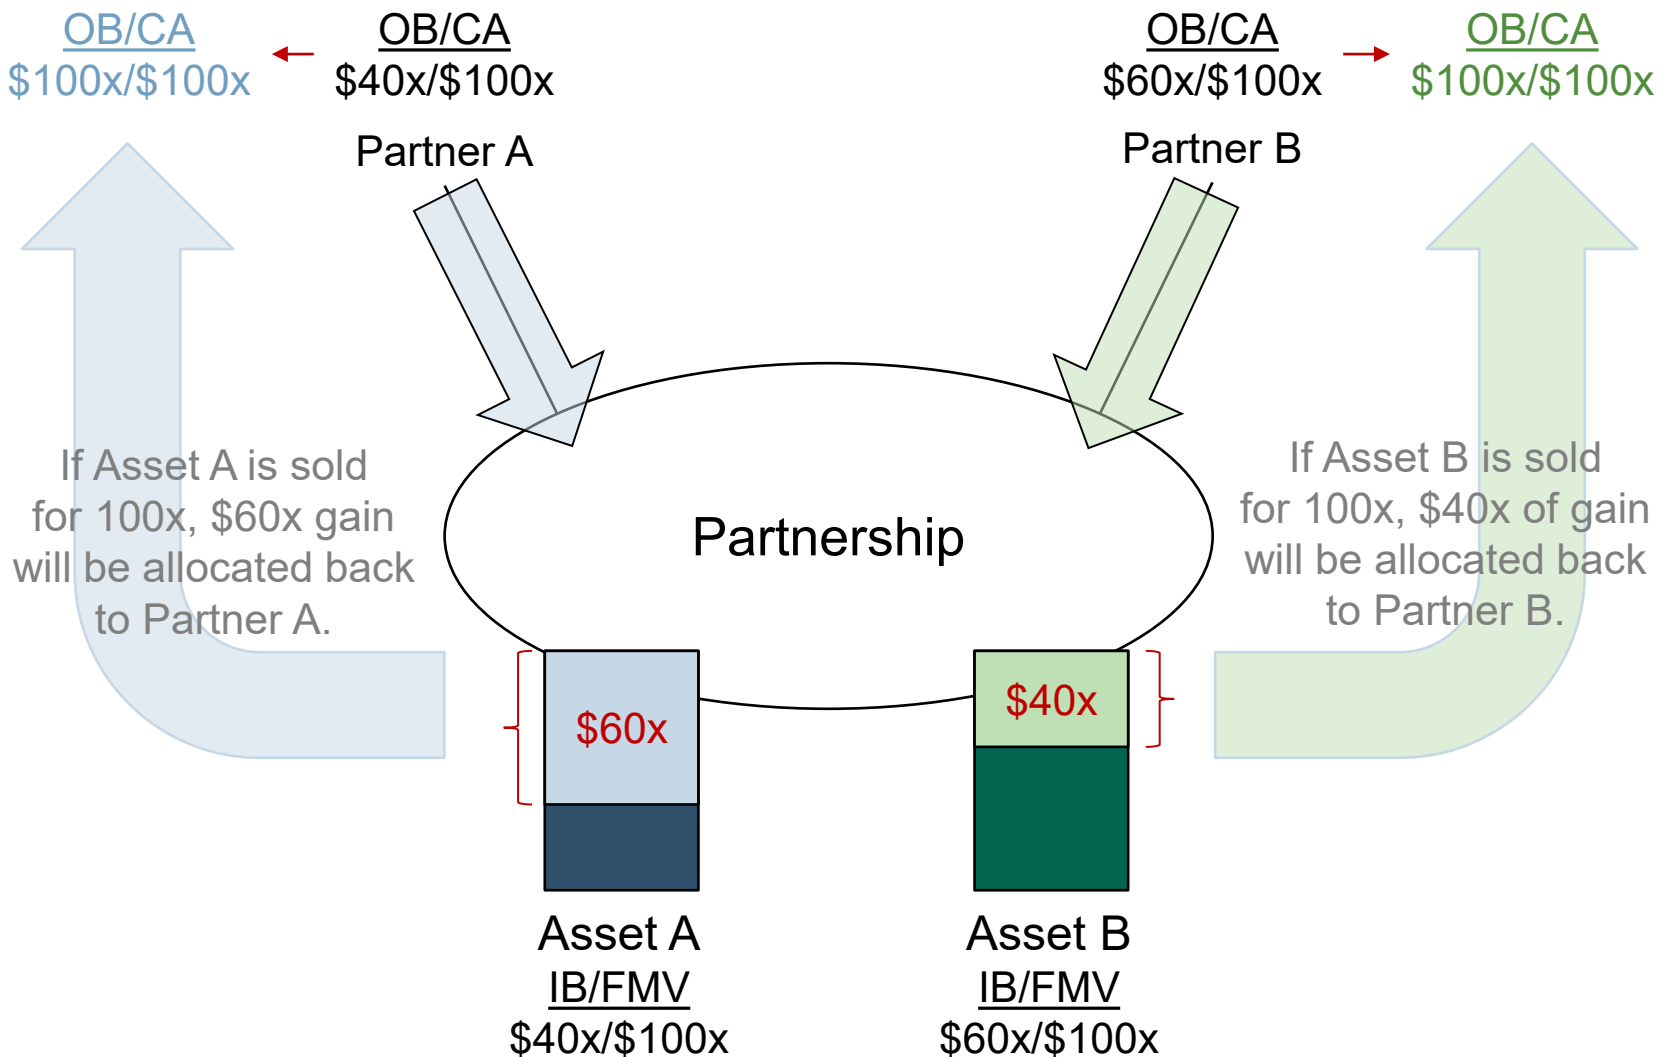 OB/CA
$100x/$100x
OB/CA
$40x/$100x
Partner A
OB/CA
$60x/$100x
Partner B
OB/CA
$100x/$100x
If Asset A is sold
for 100x, $60x gain
will be allocated back
to Partner A.
Partnership
If Asset B is sold
for 100x, $40x of gain
will be allocated back
to Partner B.
$60x
$40x
Asset A
IB/FMV
$40x/$100x
Asset B
IB/FMV
$60x/$100x